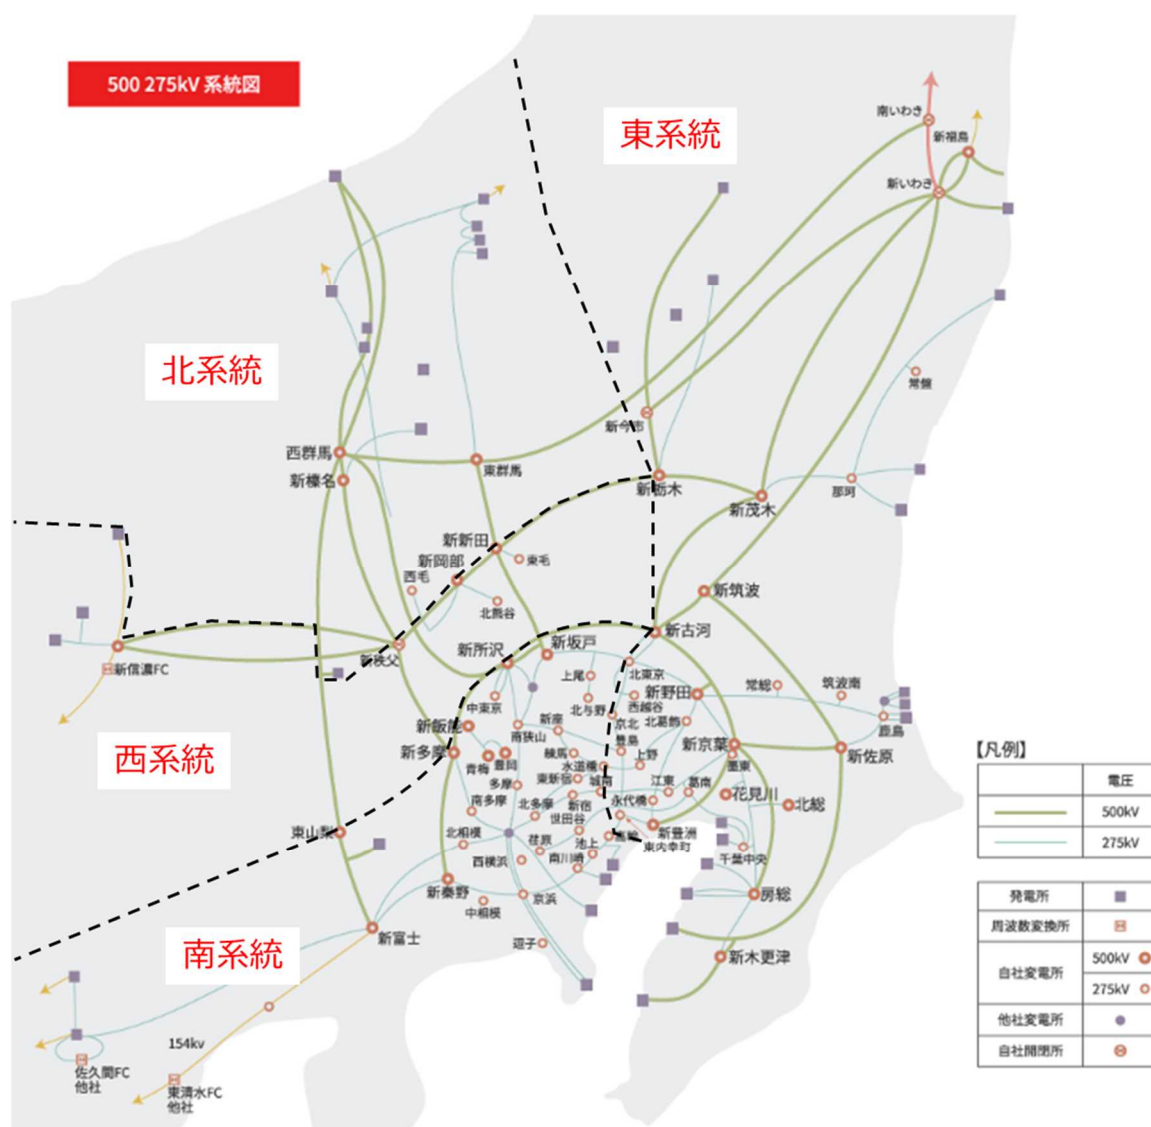 500 275kV 系統図
東系統
南いわき
新福島
新いわき
北系統
常盤
新今市
西群馬
東群馬
新榛名
新栃木
那珂
新茂木
新新田
新岡部
東毛
西毛
新筑波
北熊谷
新古河
新坂戸
新所沢
新秩父
新信濃FC
上尾
北東京
常総
筑波南
新野田
西越谷
中東京
北与野
京北
北葛飾
鹿島
新飯能
新座
南狭山
豊島
新京葉
新佐原
西系統
新多摩
練馬
上野
水道橋
墨東
青梅
豊岡
東新宿
城南
江東
葛南
多摩
花見川
北総
南多摩
北多摩
新宿
永代橋
世田谷
東山梨
北相模
荏原
池上
高輪
新豊洲
東内幸町
西横浜
南川崎
千葉中央
新秦野
京浜
房総
中相模
南系統
新富士
逗子
新木更津
154kv
佐久間FC
他社
東清水FC
他社
【凡例】
電圧
500kV
275kV
発電所
周波数変換所
自社変電所
500kV
275kV
他社変電所
自社開閉所